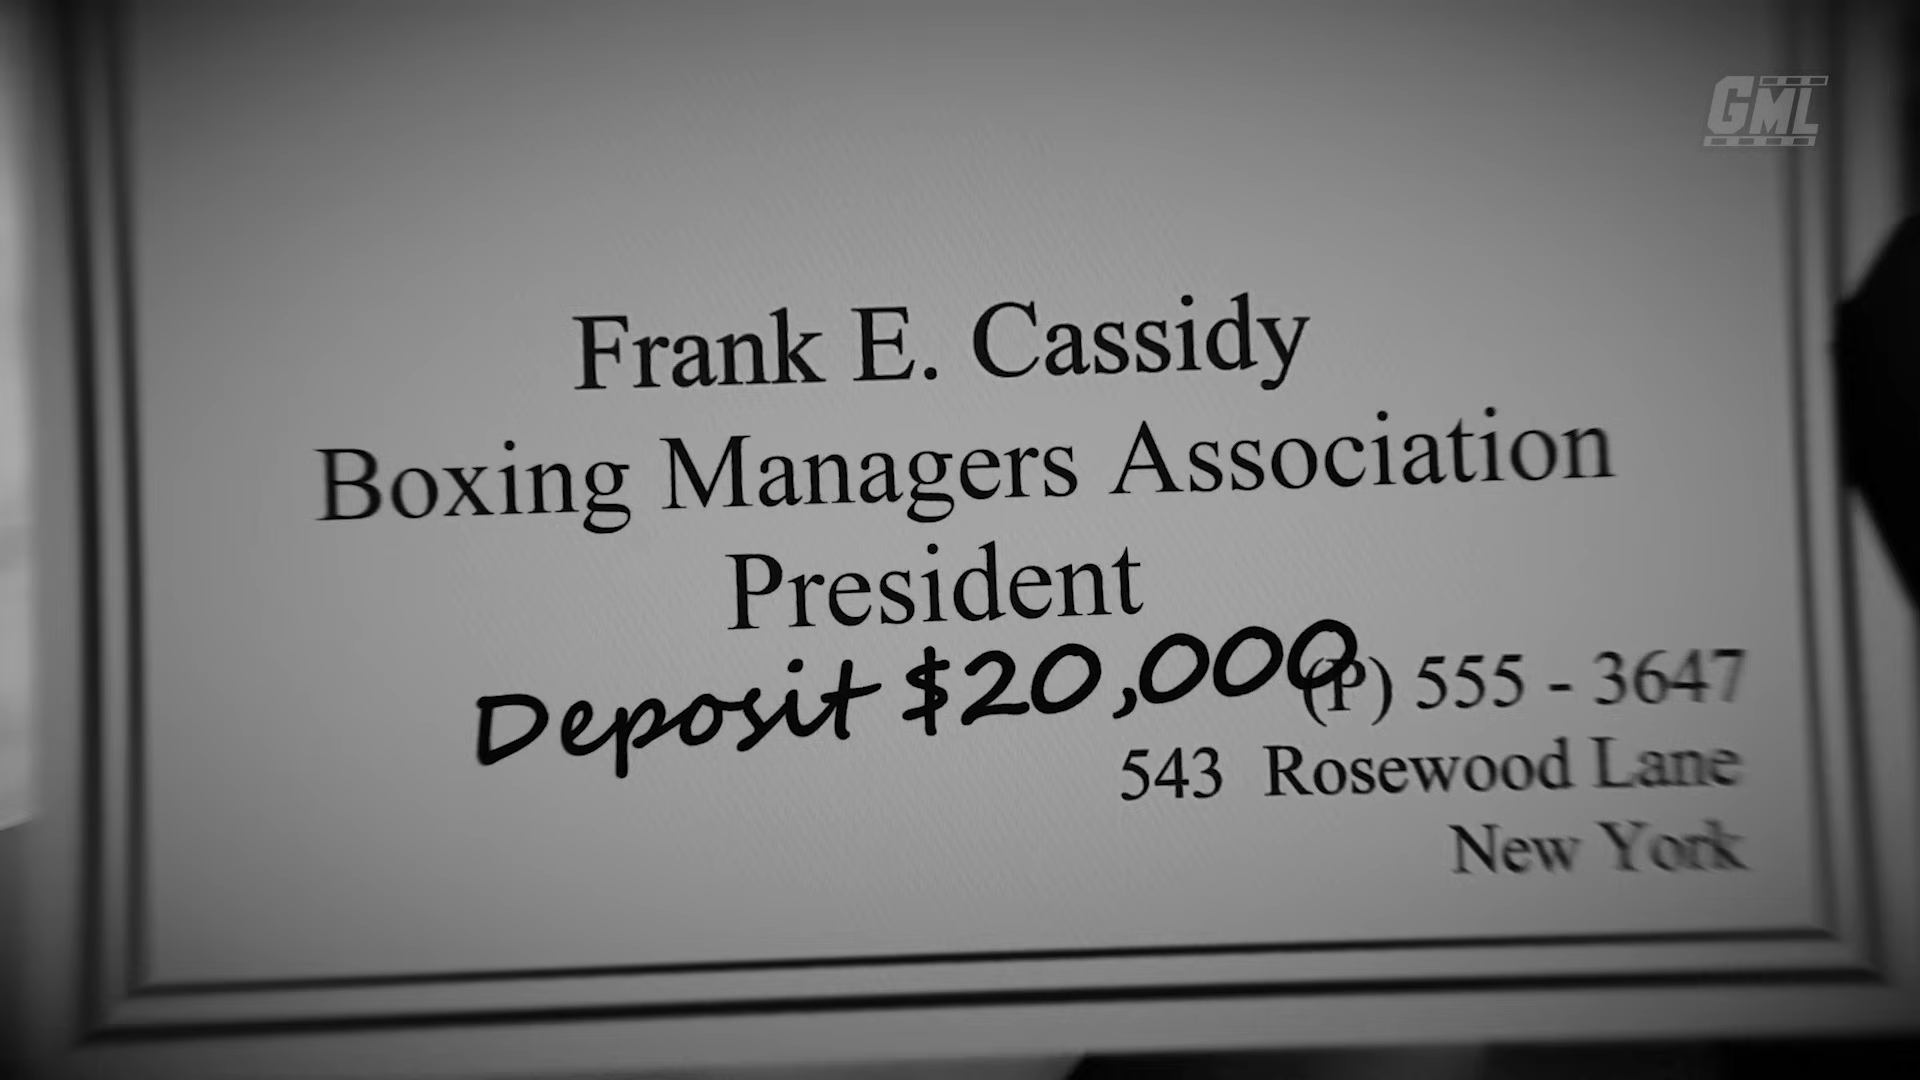 GML
Frank E. Cassidy
Boxing Managers Association
President
Deposit $20,000
(P) 555 - 3647
543 Rosewood Lane
New York